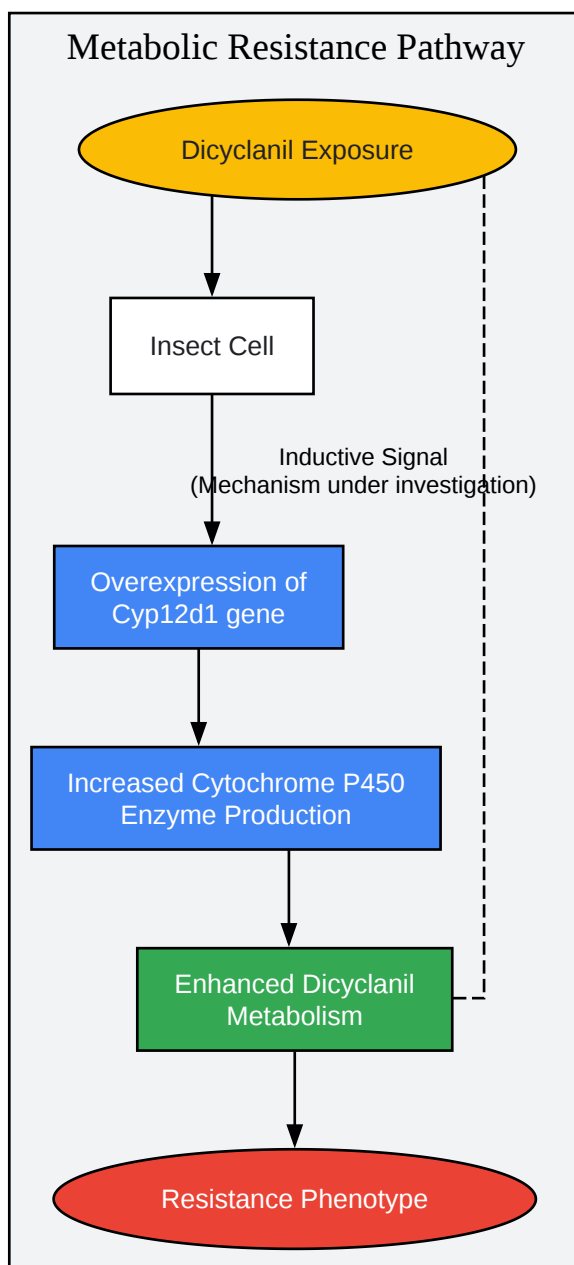 Metabolic Resistance Pathway
Dicyclanil Exposure
Insect Cell
Inductive Signal
(Mechanism under investigation)
Overexpression of
Cyp12d1 gene
Increased Cytochrome P450
Enzyme Production
Enhanced Dicyclanil
Metabolism
Resistance Phenotype